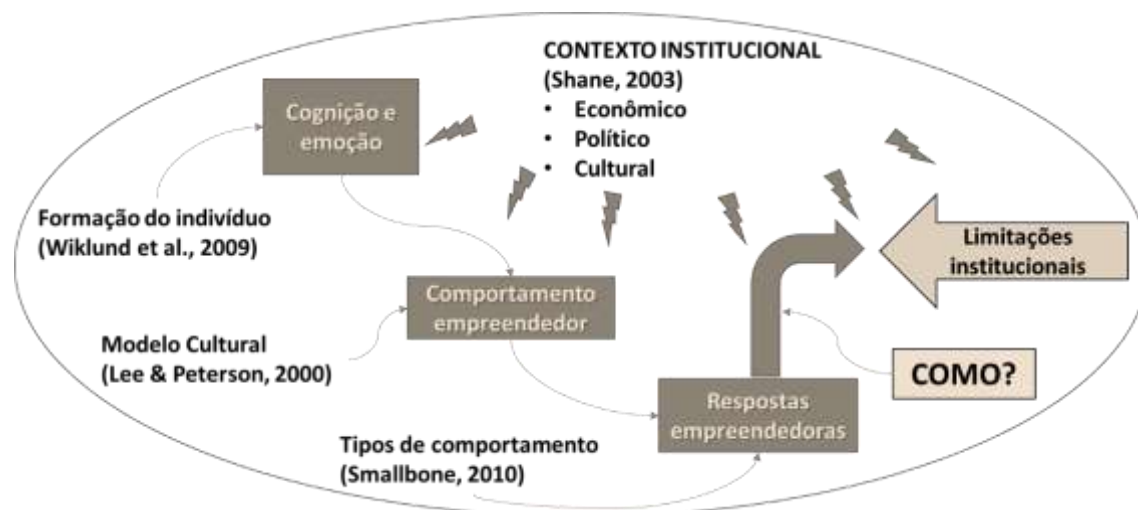 CONTEXTO INSTITUCIONAL
(Shane, 2003)
• Econômico
• Político
• Cultural
Cognição e
emoção
Formação do indivíduo
(Wiklund et al., 2009)
Limitações
institucionais
Comportamento
empreendedor
Modelo Cultural
(Lee & Peterson, 2000)
COMO?
Respostas
empreendedoras
Tipos de comportamento
(Smallbone, 2010)